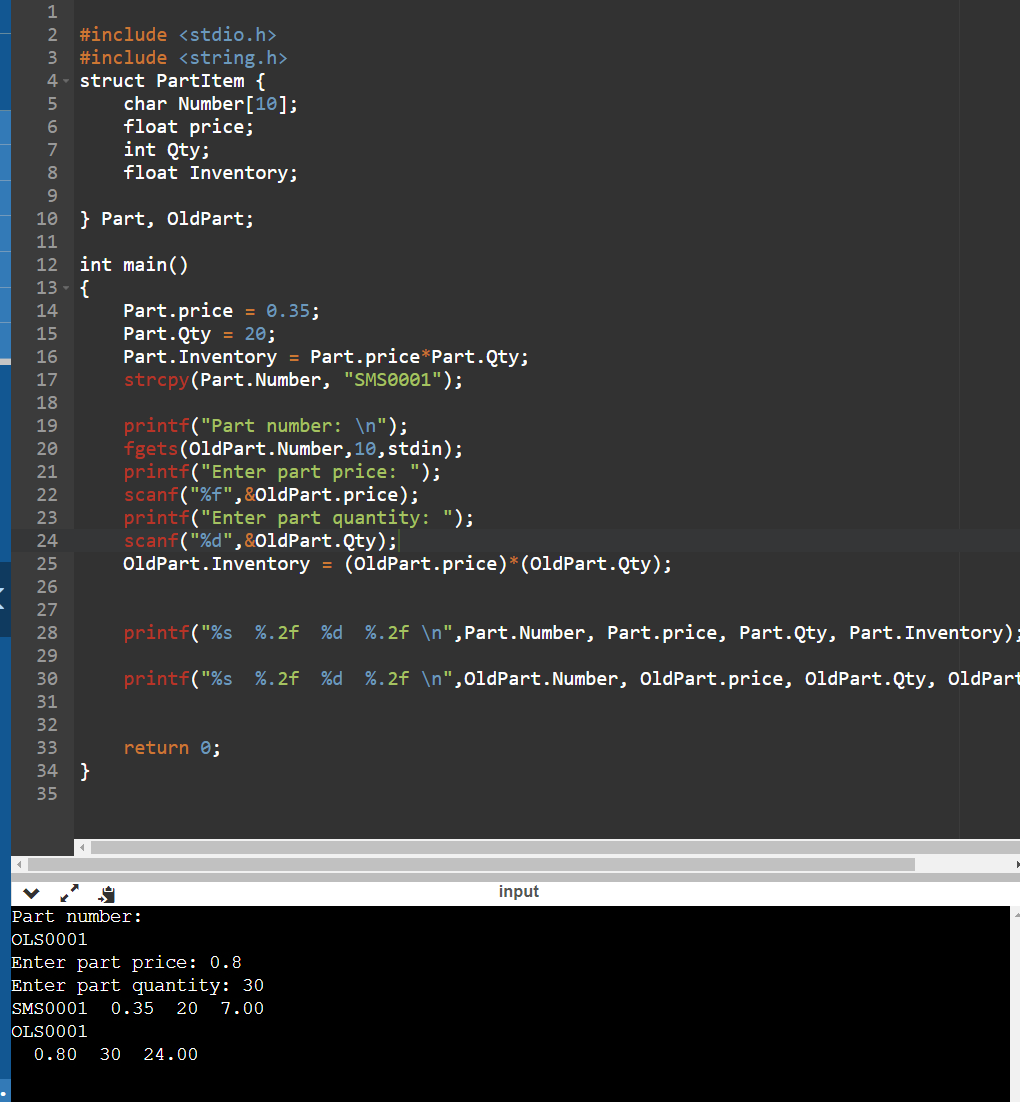 1
2 #include <stdio.h>
3 #include <string.h>
4 struct PartItem {
5     char Number[10];
6     float price;
7     int Qty;
8     float Inventory;
9
10 } Part, OldPart;
11
12 int main()
13 {
14     Part.price = 0.35;
15     Part.Qty = 20;
16     Part.Inventory = Part.price*Part.Qty;
17     strcpy(Part.Number, "SMS0001");
18
19     printf("Part number: \n");
20     fgets(OldPart.Number,10,stdin);
21     printf("Enter part price: ");
22     scanf("%f",&OldPart.price);
23     printf("Enter part quantity: ");
24     scanf("%d",&OldPart.Qty);
25     OldPart.Inventory = (OldPart.price)*(OldPart.Qty);
26
27
28     printf("%s  %.2f  %d  %.2f \n",Part.Number, Part.price, Part.Qty, Part.Inventory);
29
30     printf("%s  %.2f  %d  %.2f \n",OldPart.Number, OldPart.price, OldPart.Qty, OldPart
31
32
33     return 0;
34 }
35
input
Part number:
OLS0001
Enter part price: 0.8
Enter part quantity: 30
SMS0001  0.35  20  7.00
OLS0001
  0.80  30  24.00